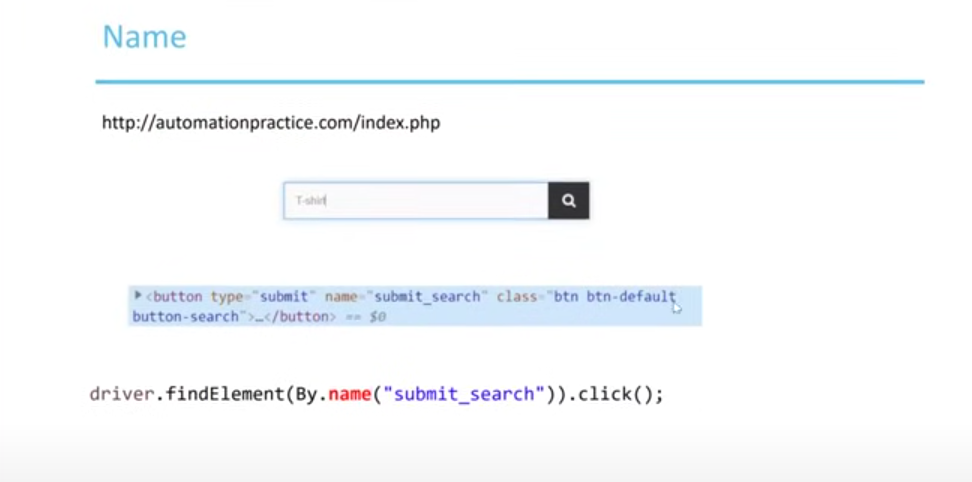 Name
http://automationpractice.com/index.php
T-shirt
<button type="submit" name="submit_search" class="btn btn-default
button-search">…</button> == $0
driver.findElement(By.name("submit_search")).click();